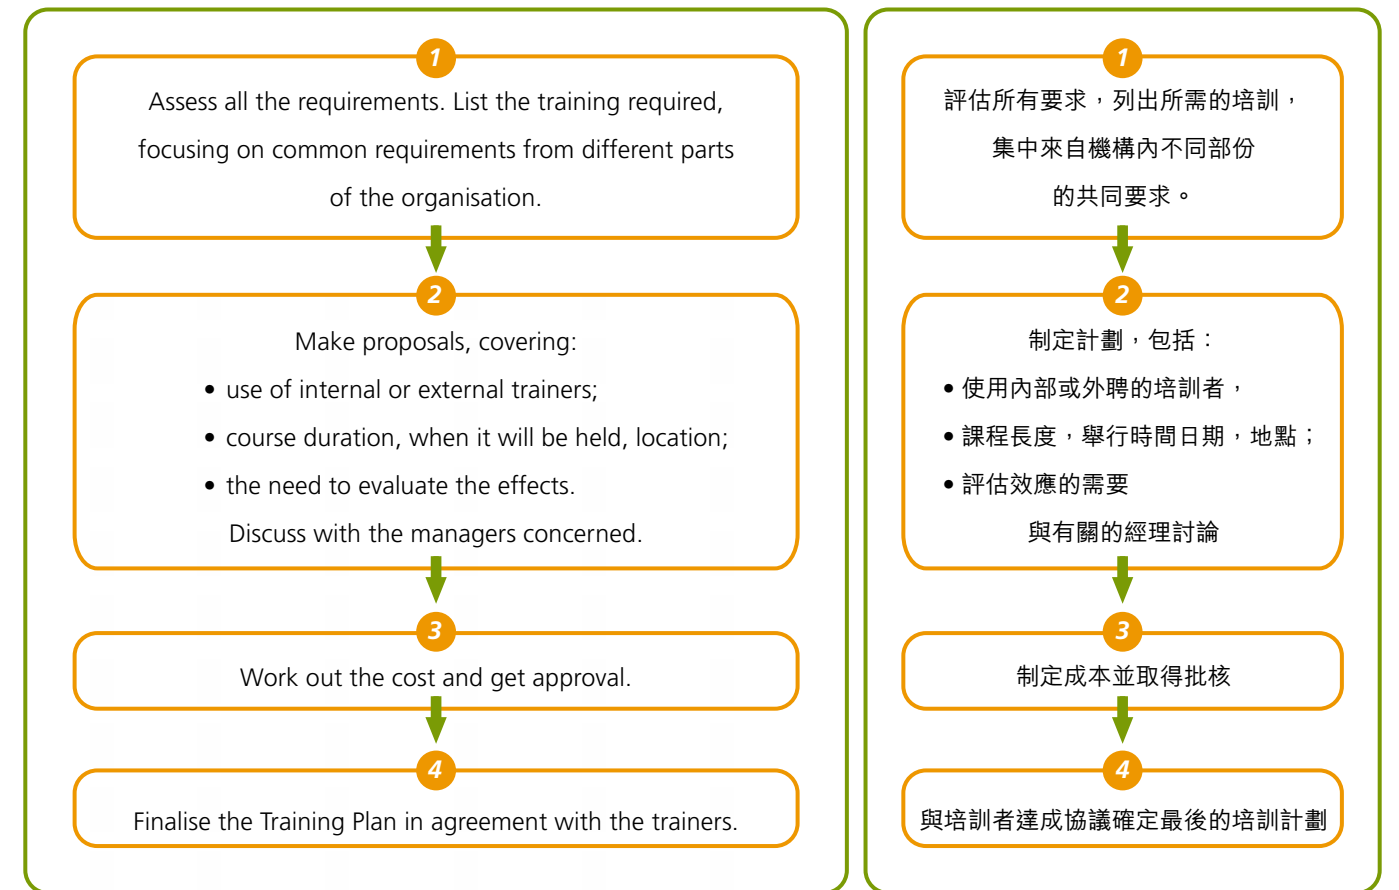 1
Assess all the requirements. List the training required,
focusing on common requirements from different parts
of the organisation.
2
Make proposals, covering:
• use of internal or external trainers;
• course duration, when it will be held, location;
• the need to evaluate the effects.
Discuss with the managers concerned.
3
Work out the cost and get approval.
4
Finalise the Training Plan in agreement with the trainers.
1
評估所有要求，列出所需的培訓，
集中來自機構內不同部份
的共同要求。
2
制定計劃，包括：
• 使用內部或外聘的培訓者，
• 課程長度，舉行時間日期，地點；
• 評估效應的需要
與有關的經理討論
3
制定成本並取得批核
4
與培訓者達成協議確定最後的培訓計劃